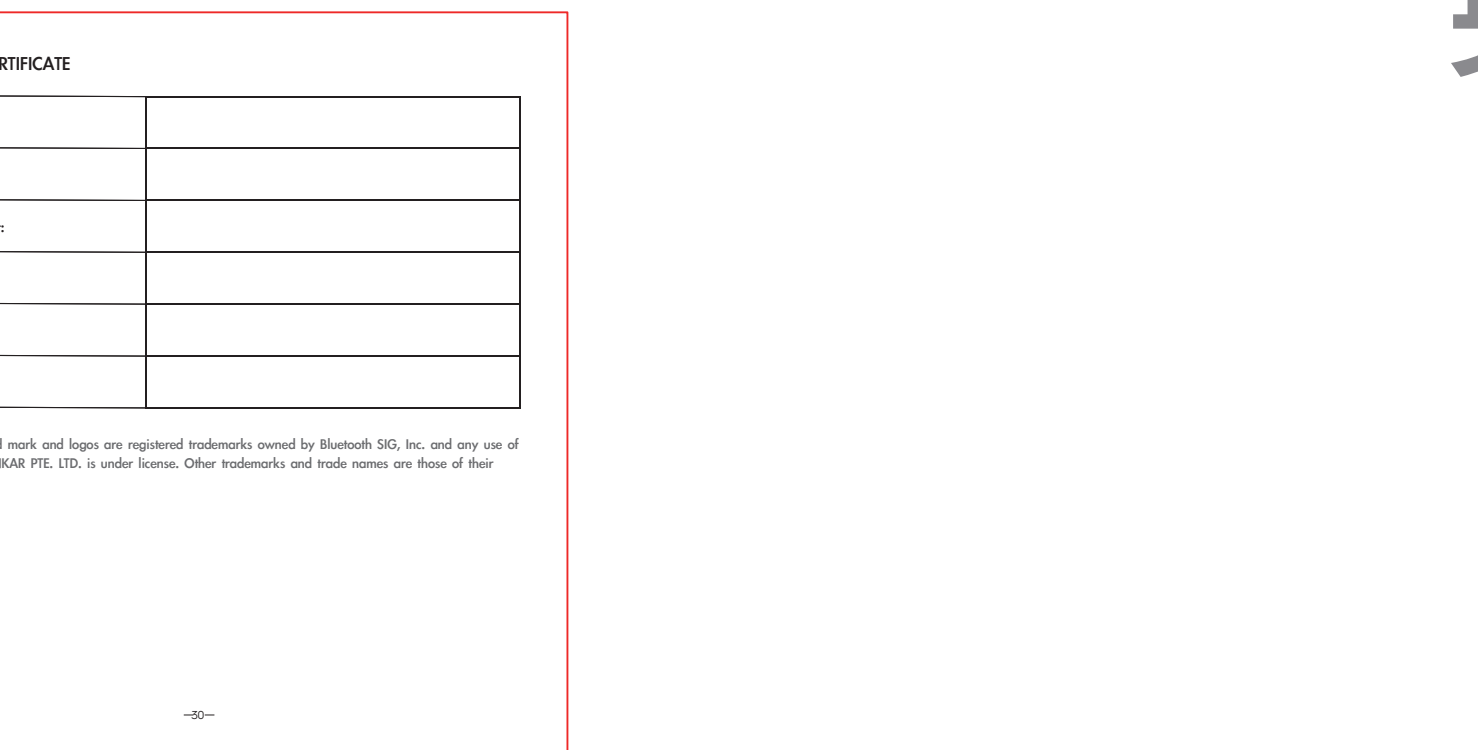 RTIFICATE
:
mark and logos are registered trademarks owned by Bluetooth SIG, Inc. and any use of
KAR PTE. LTD. is under license. Other trademarks and trade names are those of their
—30—